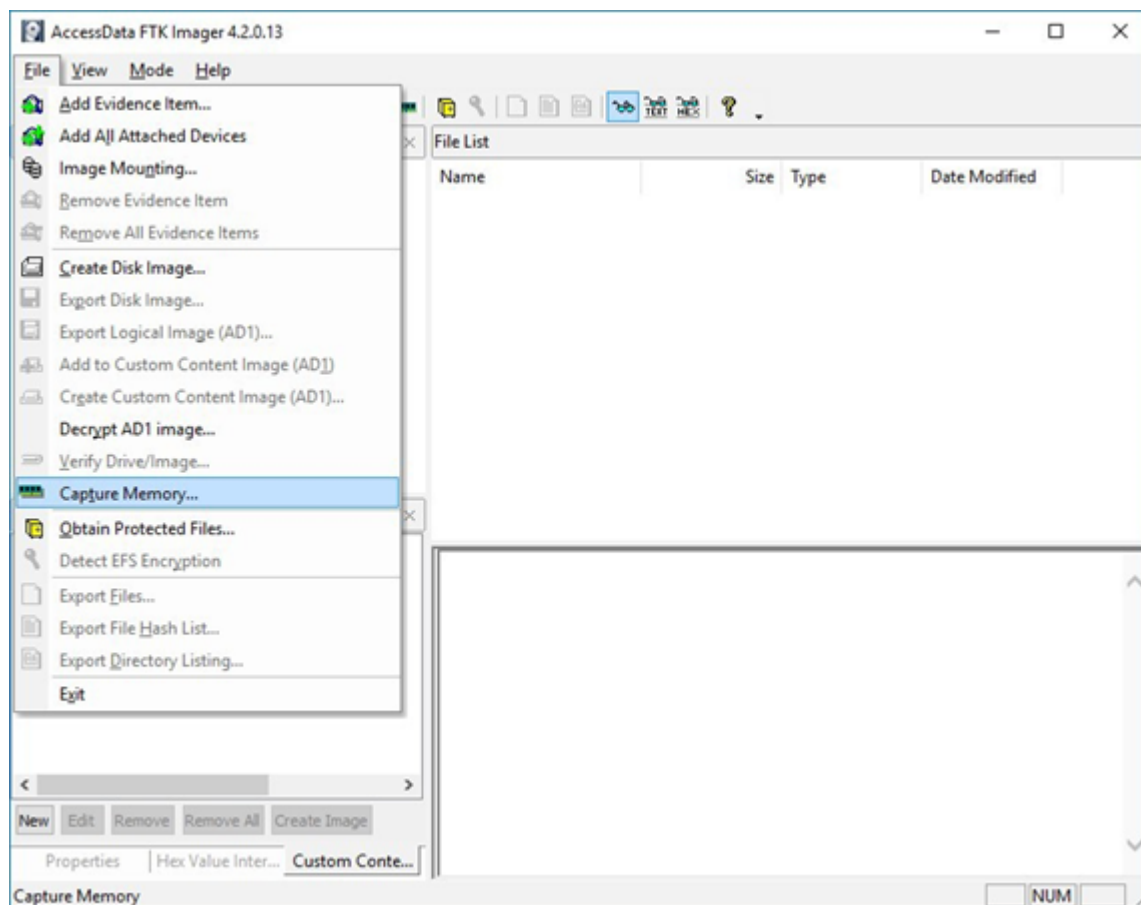 AccessData FTK Imager 4.2.0.13
File View Mode Help
Add Evidence Item...
Add All Attached Devices
Image Mounting...
Remove Evidence Item
Remove All Evidence Items
Create Disk Image...
Export Disk Image...
Export Logical Image (AD1)...
Add to Custom Content Image (AD1)
Create Custom Content Image (AD1)...
Decrypt AD1 image...
Verify Drive/Image...
Capture Memory...
Obtain Protected Files...
Detect EFS Encryption
Export Files...
Export File Hash List...
Export Directory Listing...
Exit
TEXT HEX ?
File List
Name Size Type Date Modified
New Edit Remove Remove All Create Image
Properties Hex Value Inter... Custom Conte...
Capture Memory NUM